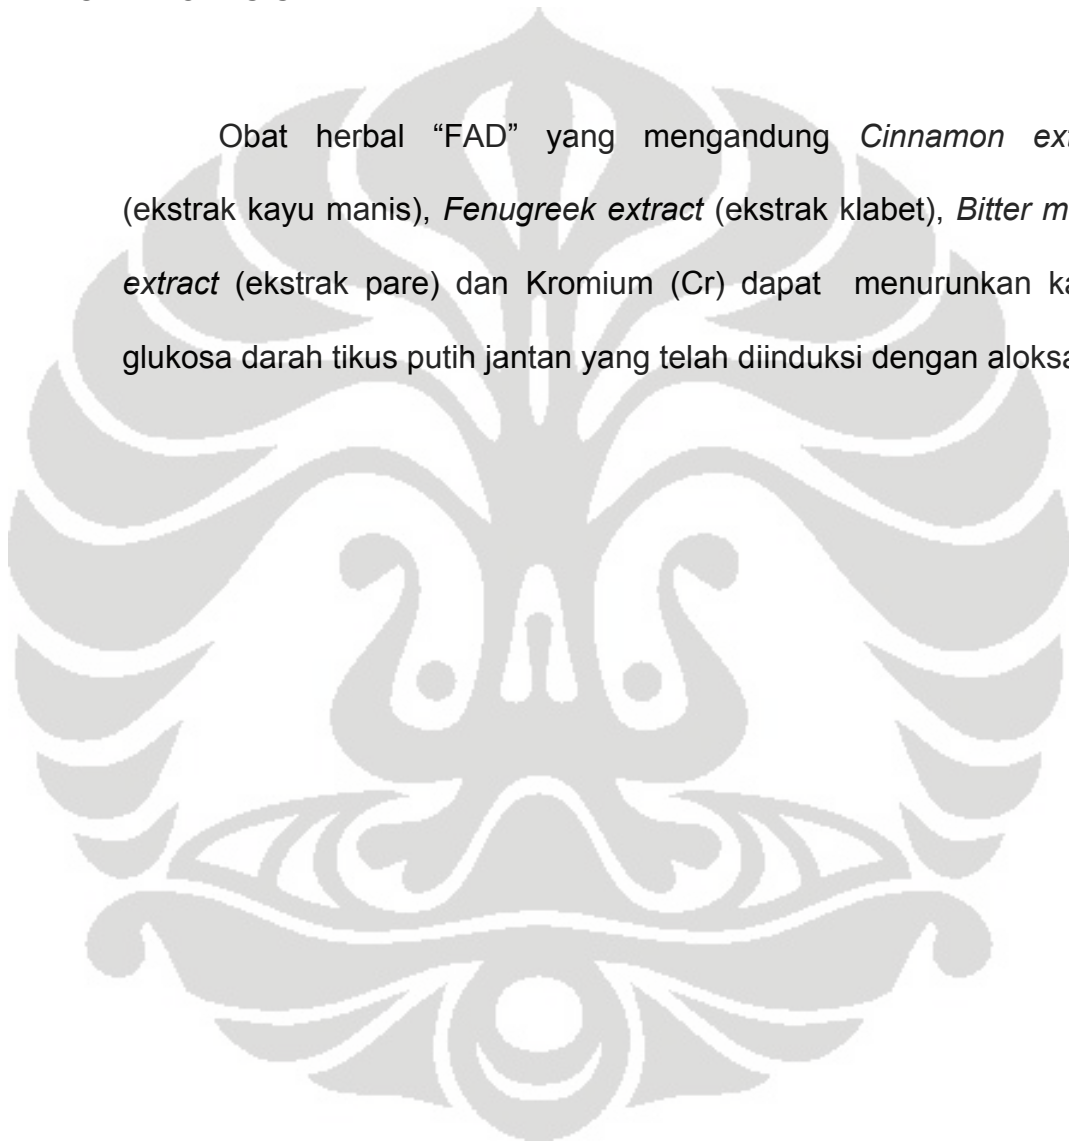 Obat herbal “FAD” yang mengandung Cinnamon
(ekstrak kayu manis), Fenugreek extract (ekstrak klabet), Bitter
extract (ekstrak pare) dan Kromium (Cr) dapat menurunkan
glukosa darah tikus putih jantan yang telah diinduksi dengan